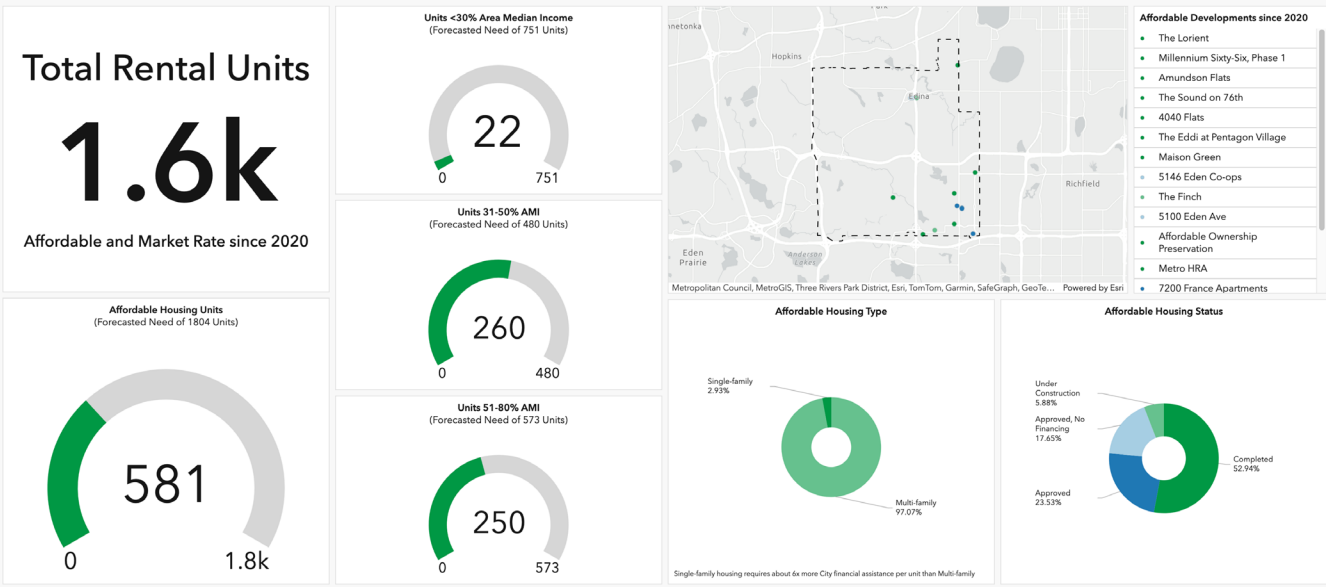 Total Rental Units
1.6k
Affordable and Market Rate since 2020
Affordable Housing Units
(Forecasted Need of 1804 Units)
581
0
1.8k
Units <30% Area Median Income
(Forecasted Need of 751 Units)
22
0
751
Units 31-50% AMI
(Forecasted Need of 480 Units)
260
0
480
Units 51-80% AMI
(Forecasted Need of 573 Units)
250
0
573
Hopkins
Edina
Richfield
Eden
Prairie
Anderson
Lakes
Metropolitan Council, MetroGIS, Three Rivers Park District, Esri, TomTom, Garmin, SafeGraph, GeoTe...
Powered by Esri
Affordable Developments since 2020
The Lorient
Millennium Sixty-Six, Phase 1
Amundson Flats
The Sound on 76th
4040 Flats
The Eddi at Pentagon Village
Maison Green
5146 Eden Co-ops
The Finch
5100 Eden Ave
Affordable Ownership
Preservation
Metro HRA
7200 France Apartments
Affordable Housing Type
Single-family
2.93%
Multi-family
97.07%
Single-family housing requires about 6x more City financial assistance per unit than Multi-family
Affordable Housing Status
Under
Construction
5.88%
Approved, No
Financing
17.65%
Completed
52.94%
Approved
23.53%